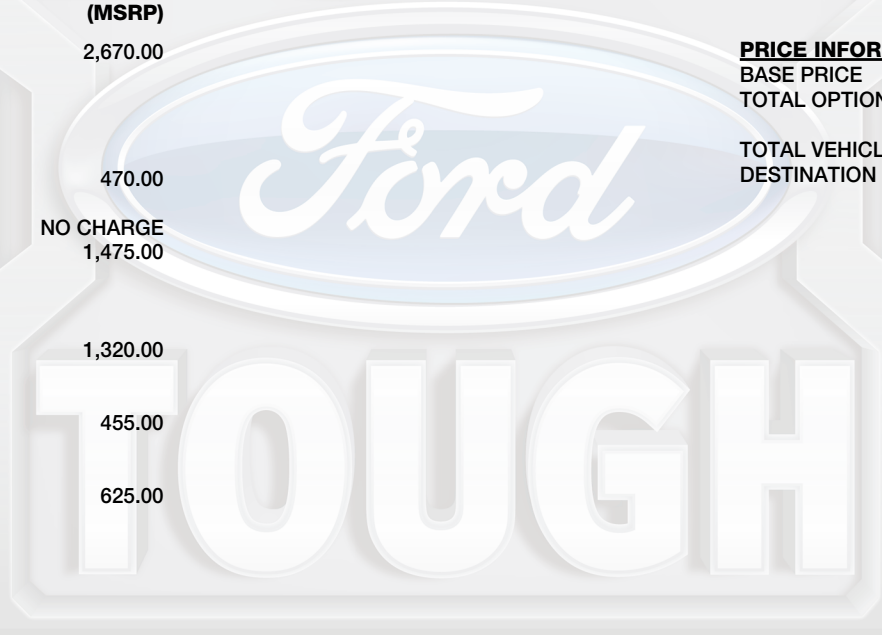 (MSRP)
2,670.00
470.00
NO CHARGE
1,475.00
1,320.00
455.00
625.00
PRICE INFOR
BASE PRICE
TOTAL OPTION
TOTAL VEHICL
DESTINATION
Ford
TOUGH